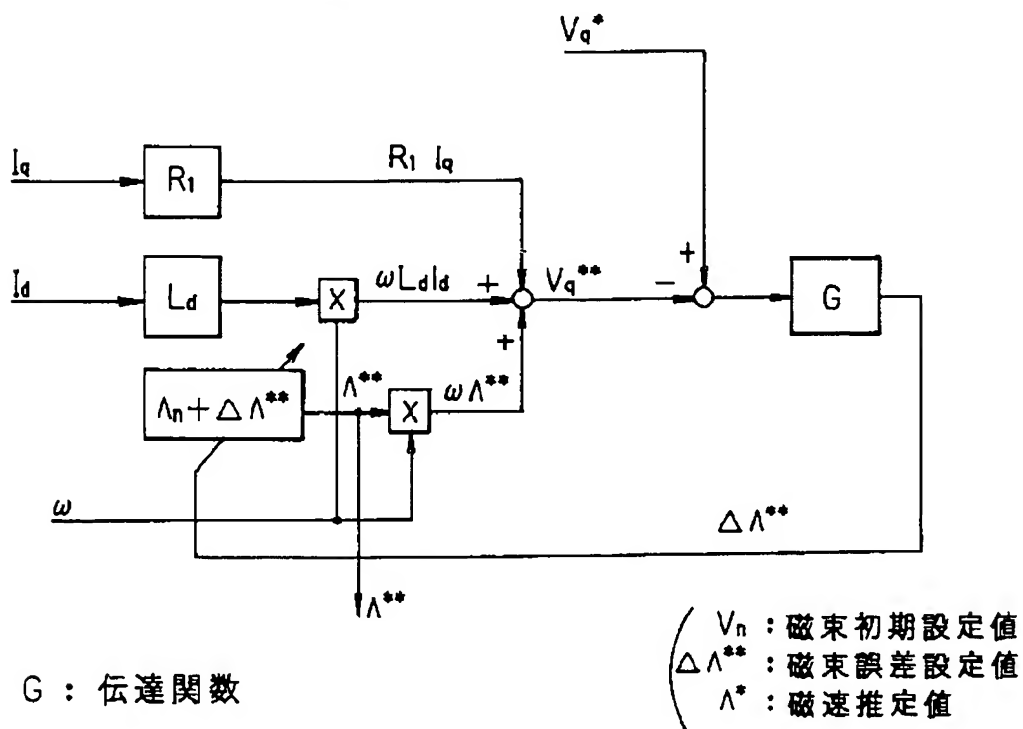 Vq*
Iq
R1
R1 Iq
Id
Ld
X
ωLdId
+
Vq**
−
+
G
+
Λn+ΔΛ**
Λ**
X
ωΛ**
ω
ΔΛ**
Λ**
Vn：磁束初期設定値
ΔΛ**：磁束誤差設定値
Λ*：磁速推定値
G：伝達関数